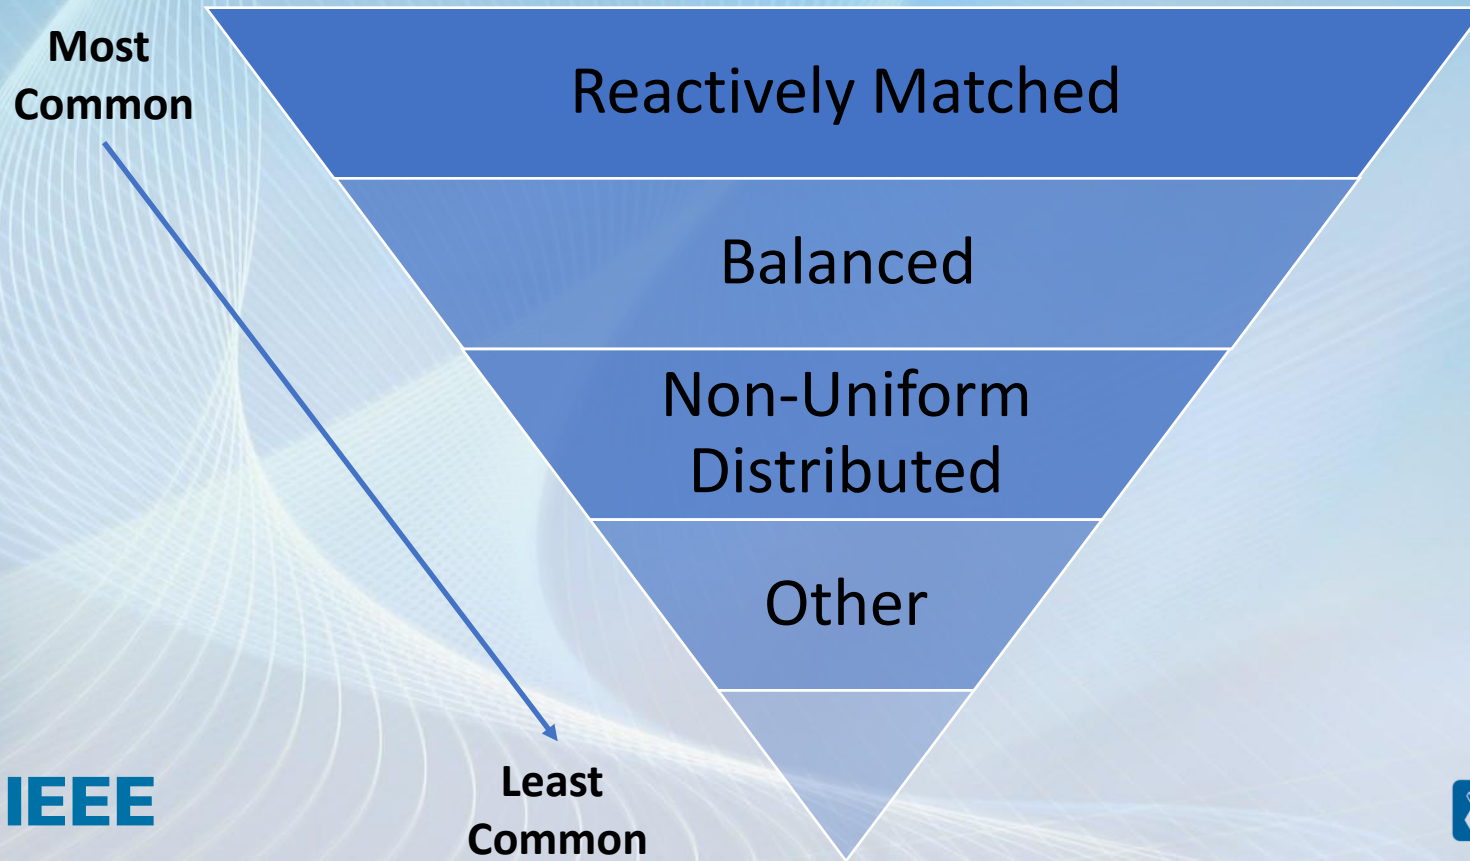 Most
Common
Reactively Matched
Balanced
Non-Uniform
Distributed
Other
Least
Common
IEEE